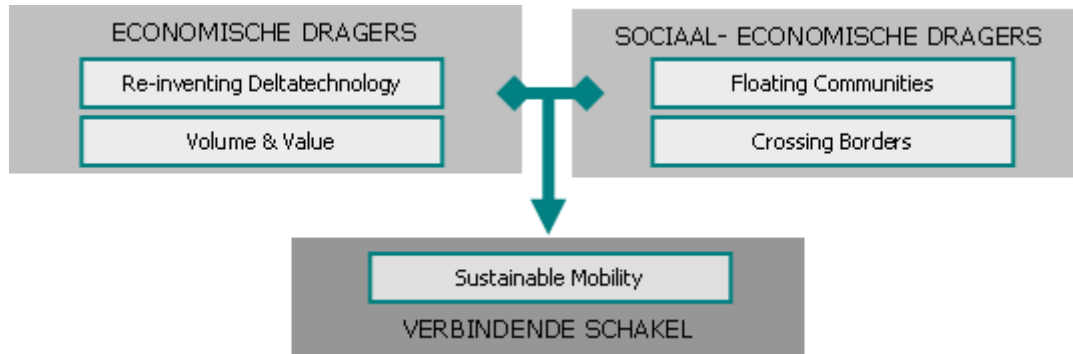 ECONOMISCHE DRAGERS
Re-inventing Deltatechnology
Volume & Value
SOCIAAL- ECONOMISCHE DRAGERS
Floating Communities
Crossing Borders
Sustainable Mobility
VERBINDENDE SCHAKEL